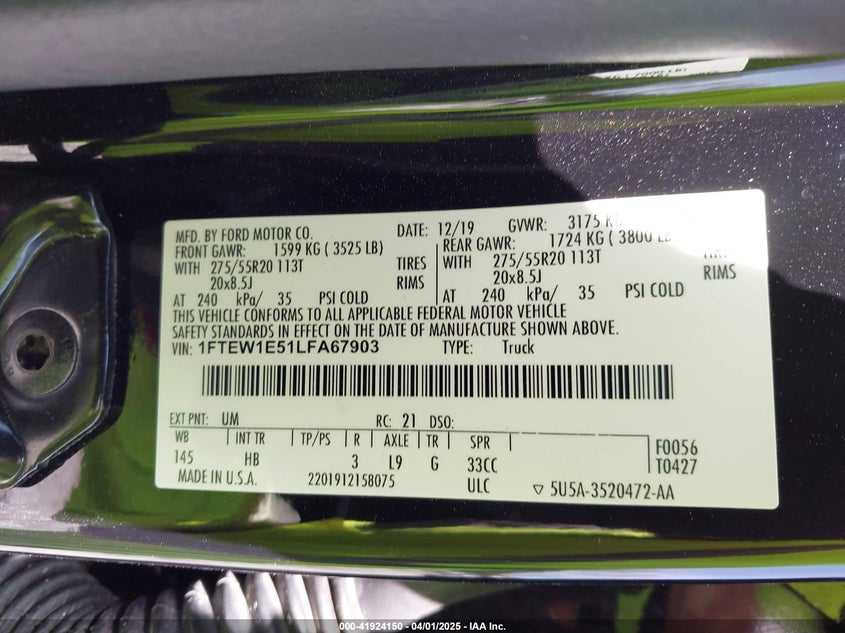 MFD. BY FORD MOTOR CO. DATE: 12/19 GVWR: 3175
FRONT GAWR: 1599 KG ( 3525 LB) REAR GAWR: 1724 KG ( 3800
WITH 275/55R20 113T TIRES WITH 275/55R20 113T TIRES
20x8.5J RIMS 20x8.5J RIMS
AT 240 kPa/ 35 PSI COLD AT 240 kPa/ 35 PSI COLD
THIS VEHICLE CONFORMS TO ALL APPLICABLE FEDERAL MOTOR VEHICLE
SAFETY STANDARDS IN EFFECT ON THE DATE OF MANUFACTURE SHOWN ABOVE.
VIN: 1FTEW1E51LFA67903 TYPE: Truck
EXT PNT: UM RC: 21 DSO:
WB INT TR TP/PS R AXLE TR SPR F0056
145 HB 3 L9 G 33CC T0427
MADE IN U.S.A. 2201912158075 ULC ▽ 5U5A-3520472-AA
000-41924150 - 04/01/2025 - © IAA Inc.